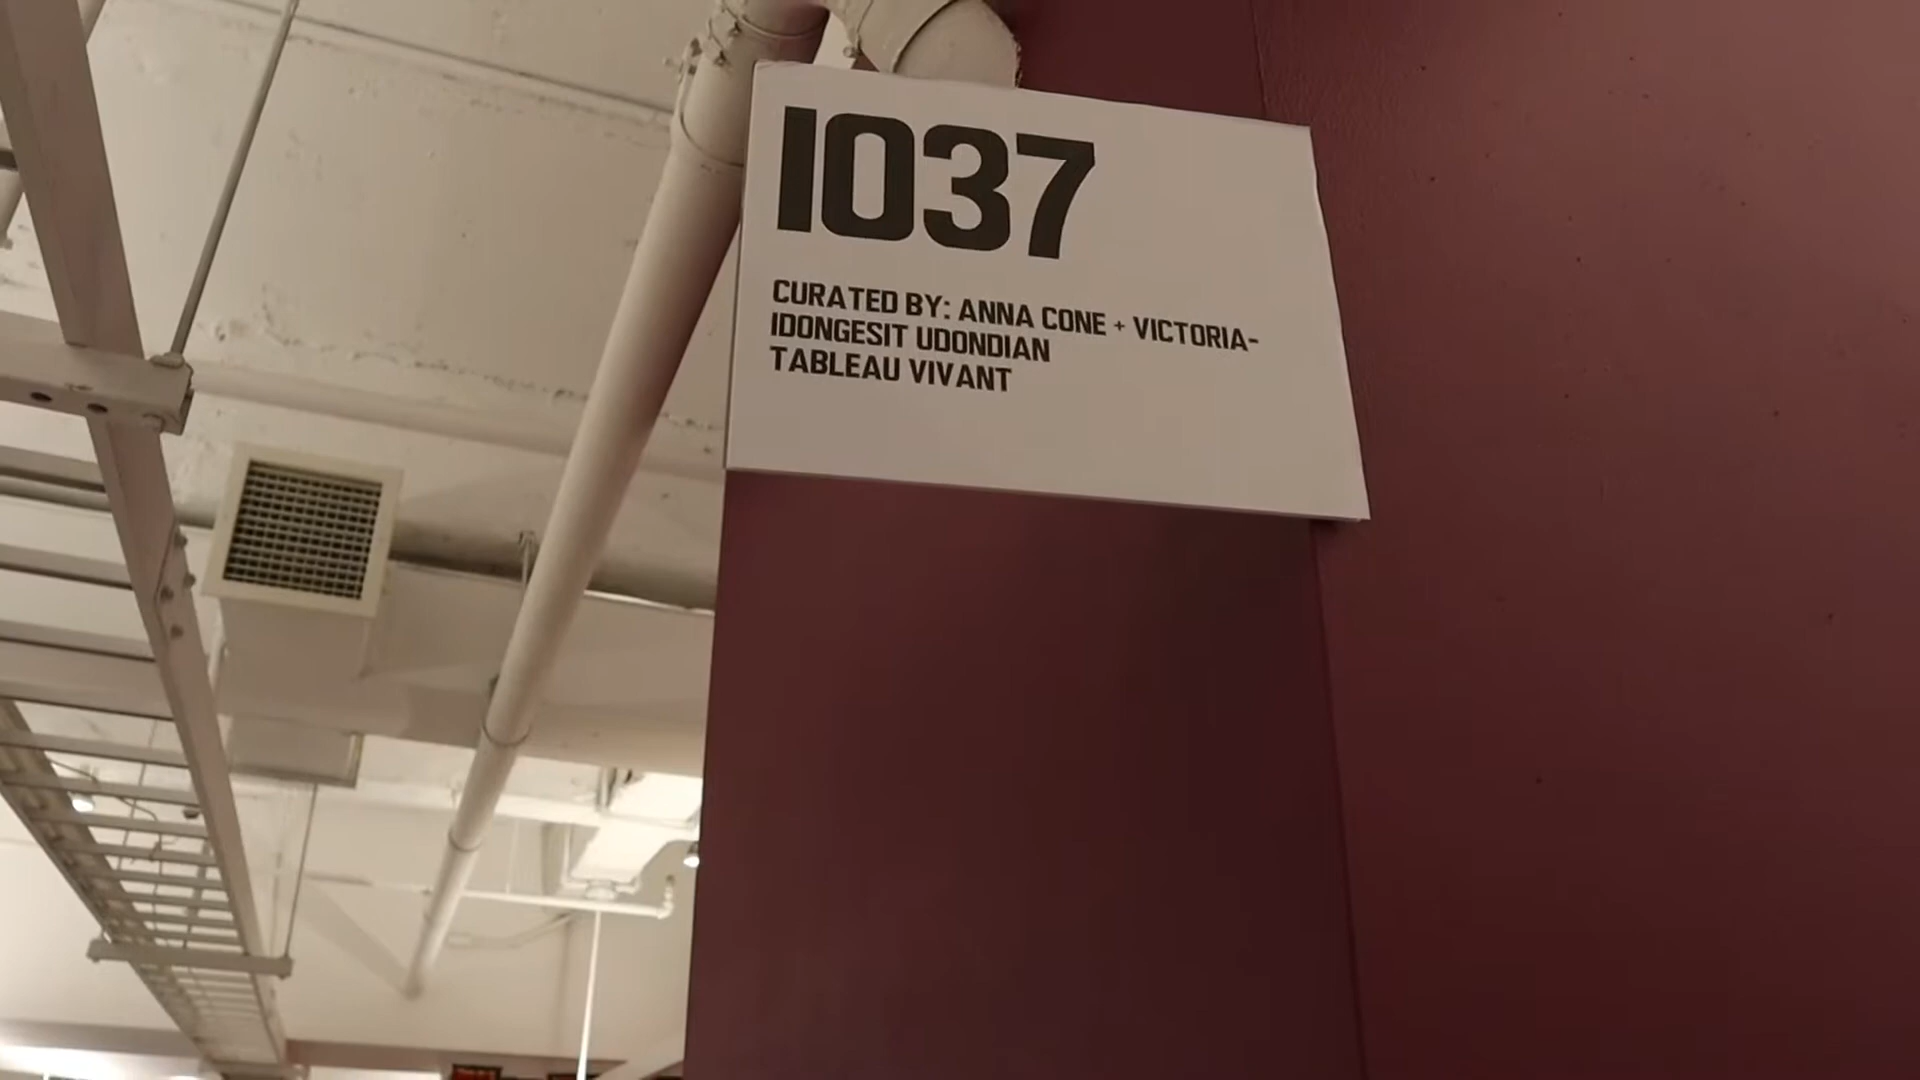 1037
CURATED BY: ANNA CONE + VICTORIA-
IDONGESIT UDONDIAN
TABLEAU VIVANT